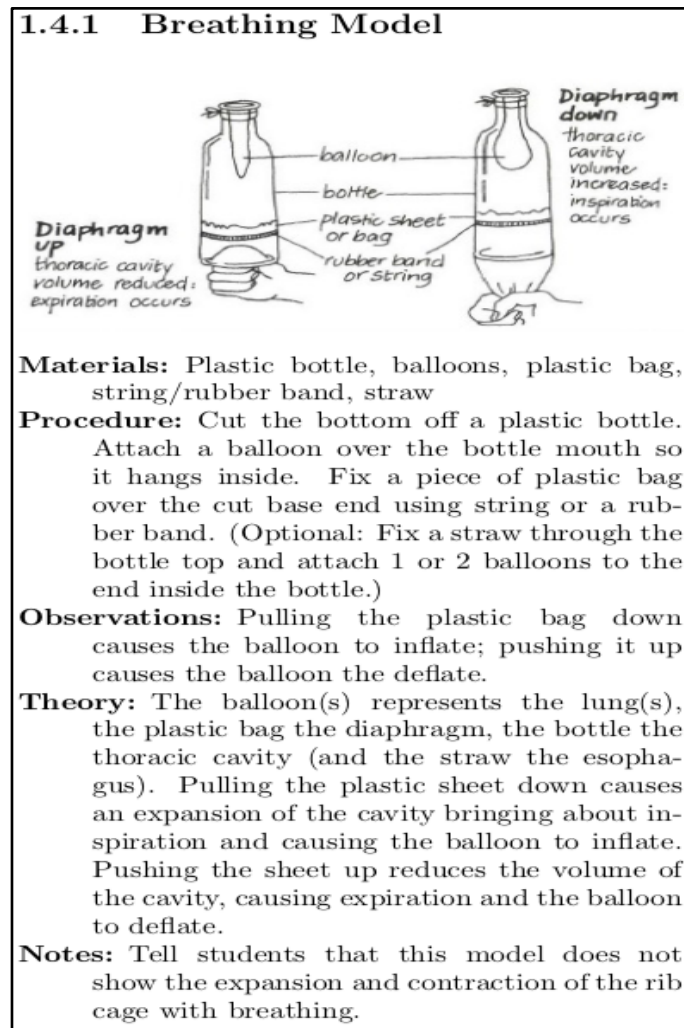 1.4.1 Breathing Model
Diaphragm
down
thoracic
cavity
volume
increased:
inspiration
occurs
balloon
bottle
plastic sheet
or bag
rubber band
or string
Diaphragm
up
thoracic cavity
volume reduced:
expiration occurs
Materials: Plastic bottle, balloons, plastic bag,
string/rubber band, straw
Procedure: Cut the bottom off a plastic bottle.
Attach a balloon over the bottle mouth so
it hangs inside. Fix a piece of plastic bag
over the cut base end using string or a rub-
ber band. (Optional: Fix a straw through the
bottle top and attach 1 or 2 balloons to the
end inside the bottle.)
Observations: Pulling the plastic bag down
causes the balloon to inflate; pushing it up
causes the balloon the deflate.
Theory: The balloon(s) represents the lung(s),
the plastic bag the diaphragm, the bottle the
thoracic cavity (and the straw the esopha-
gus). Pulling the plastic sheet down causes
an expansion of the cavity bringing about in-
spiration and causing the balloon to inflate.
Pushing the sheet up reduces the volume of
the cavity, causing expiration and the balloon
to deflate.
Notes: Tell students that this model does not
show the expansion and contraction of the rib
cage with breathing.